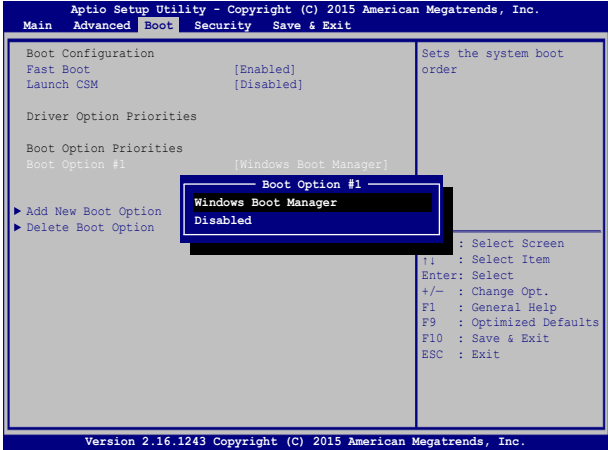 Aptio Setup Utility - Copyright (C) 2015 American Megatrends, Inc.
Main Advanced Boot Security Save & Exit
Boot Configuration
Fast Boot [Enabled]
Launch CSM [Disabled]
Driver Option Priorities
Boot Option Priorities
Boot Option #1 [Windows Boot Manager]
Add New Boot Option
Delete Boot Option
Boot Option #1
Windows Boot Manager
Disabled
Sets the system boot
order
: Select Screen
↑↓ : Select Item
Enter: Select
+/— : Change Opt.
F1 : General Help
F9 : Optimized Defaults
F10 : Save & Exit
ESC : Exit
Version 2.16.1243 Copyright (C) 2015 American Megatrends, Inc.